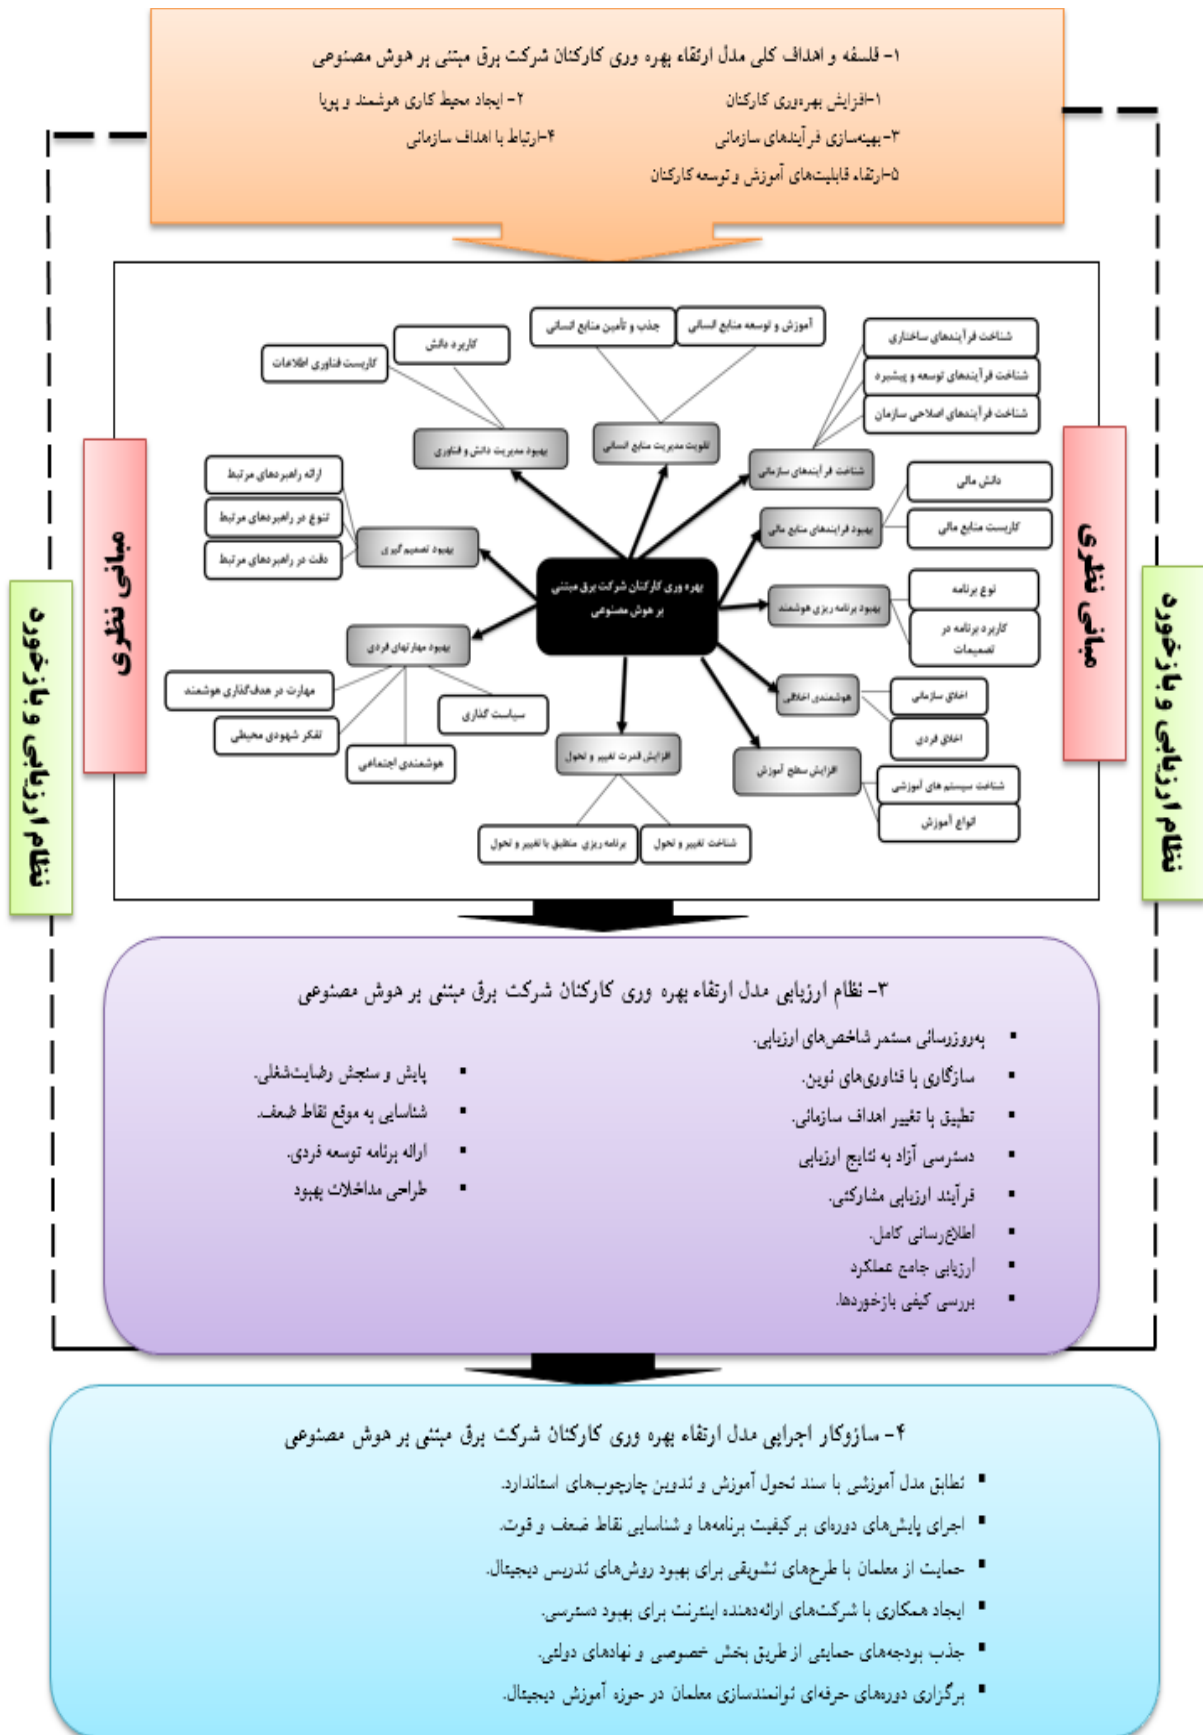 ۱- فلسفه و اهداف کلی مدل ارتقاء بهره وری کارکنان شرکت برق مبتنی بر هوش مصنوعی
۱-افزایش بهره‌وری کارکنان
۲- ایجاد محیط کاری هوشمند و پویا
۳- بهینه‌سازی فرآیندهای سازمانی
۴-ارتباط با اهداف سازمانی
۵-ارتقاء قابلیت‌های آموزش و توسعه کارکنان
نظام ارزیابی و بازخورد
مبانی نظری
شناخت فرآیندهای ساختاری
شناخت فرآیندهای توسعه و پیشبرد
شناخت فرآیندهای اصلاحی سازمان
شناخت فرآیندهای سازمانی
آموزش و توسعه منابع انسانی
جذب و تأمین منابع انسانی
تقویت مدیریت منابع انسانی
کاربرد دانش
کاربست فناوری اطلاعات
بهبود مدیریت دانش و فناوری
دانش مالی
کاربست منابع مالی
بهبود فرایندهای منابع مالی
ارائه راهبردهای مرتبط
تنوع در راهبردهای مرتبط
دقت در راهبردهای مرتبط
بهبود تصمیم گیری
بهره وری کارکنان شرکت برق مبتنی
بر هوش مصنوعی
نوع برنامه
کاربرد برنامه در
تصمیمات
بهبود برنامه ریزی هوشمند
بهبود مهارتهای فردی
مهارت در هدف‌گذاری هوشمند
تفکر شهودی محیطی
هوشمندی اجتماعی
سیاست گذاری
اخلاق سازمانی
اخلاق فردی
هوشمندی اخلاقی
افزایش قدرت تغییر و تحول
شناخت تغییر و تحول
برنامه ریزی منطبق با تغییر و تحول
افزایش سطح آموزش
شناخت سیستم های آموزشی
انواع آموزش
مبانی نظری
نظام ارزیابی و بازخورد
۳- نظام ارزیابی مدل ارتقاء بهره وری کارکنان شرکت برق مبتنی بر هوش مصنوعی
▪ به‌روزرسانی مستمر شاخص‌های ارزیابی.
▪ سازگاری با فناوری‌های نوین.
▪ تطبیق با تغییر اهداف سازمانی.
▪ دسترسی آزاد به نتایج ارزیابی
▪ فرآیند ارزیابی مشارکتی.
▪ اطلاع‌رسانی کامل.
▪ ارزیابی جامع عملکرد
▪ بررسی کیفی بازخوردها.
▪ پایش و سنجش رضایت‌شغلی.
▪ شناسایی به موقع نقاط ضعف.
▪ ارائه برنامه توسعه فردی.
▪ طراحی مداخلات بهبود
۴- سازوکار اجرایی مدل ارتقاء بهره وری کارکنان شرکت برق مبتنی بر هوش مصنوعی
▪ تطابق مدل آموزشی با سند تحول آموزش و تدوین چارچوب‌های استاندارد.
▪ اجرای پایش‌های دوره‌ای بر کیفیت برنامه‌ها و شناسایی نقاط ضعف و قوت.
▪ حمایت از معلمان با طرح‌های تشویقی برای بهبود روش‌های تدریس دیجیتال.
▪ ایجاد همکاری با شرکت‌های ارائه‌دهنده اینترنت برای بهبود دسترسی.
▪ جذب بودجه‌های حمایتی از طریق بخش خصوصی و نهادهای دولتی.
▪ برگزاری دوره‌های حرفه‌ای توانمندسازی معلمان در حوزه آموزش دیجیتال.